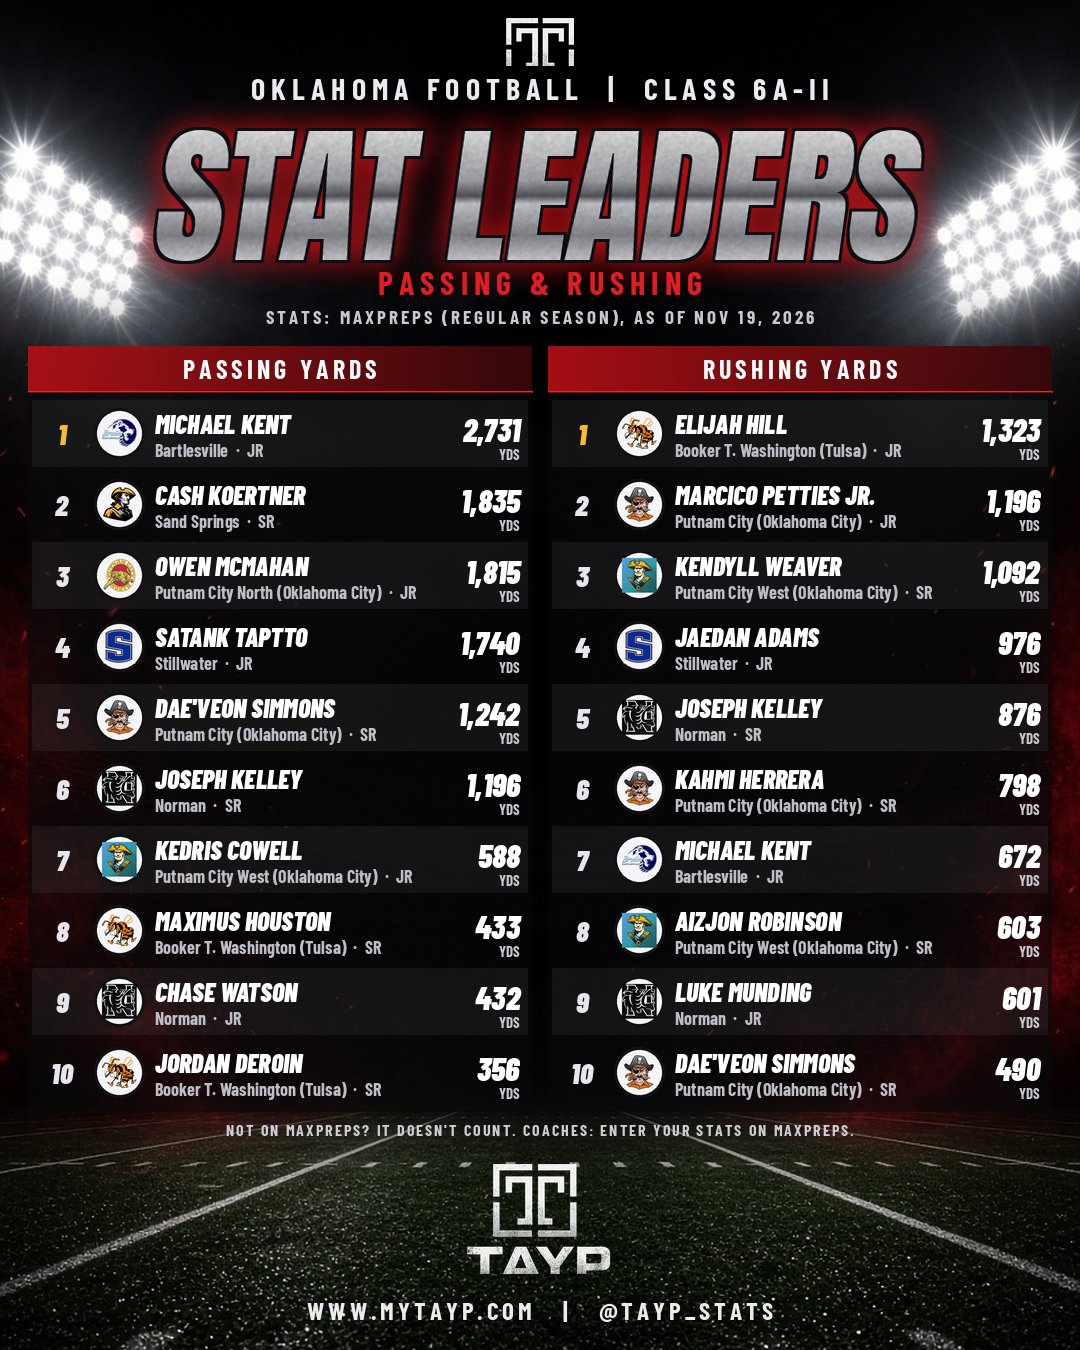 OKLAHOMA FOOTBALL | CLASS 6A-II
STAT LEADERS
PASSING & RUSHING
STATS: MAXPREPS (REGULAR SEASON), AS OF NOV 19, 2026
PASSING YARDS
1 MICHAEL KENT 2,731
Bartlesville · JR YDS
2 CASH KOERTNER 1,835
Sand Springs · SR YDS
3 OWEN MCMAHAN 1,815
Putnam City North (Oklahoma City) · JR YDS
4 SATANK TAPTTO 1,740
Stillwater · JR YDS
5 DAE'VEON SIMMONS 1,242
Putnam City (Oklahoma City) · SR YDS
6 JOSEPH KELLEY 1,196
Norman · SR YDS
7 KEDRIS COWELL 588
Putnam City West (Oklahoma City) · JR YDS
8 MAXIMUS HOUSTON 433
Booker T. Washington (Tulsa) · SR YDS
9 CHASE WATSON 432
Norman · JR YDS
10 JORDAN DEROIN 356
Booker T. Washington (Tulsa) · SR YDS
RUSHING YARDS
1 ELIJAH HILL 1,323
Booker T. Washington (Tulsa) · JR YDS
2 MARCICO PETTIES JR. 1,196
Putnam City (Oklahoma City) · JR YDS
3 KENDYLL WEAVER 1,092
Putnam City West (Oklahoma City) · SR YDS
4 JAEDAN ADAMS 976
Stillwater · JR YDS
5 JOSEPH KELLEY 876
Norman · SR YDS
6 KAHMI HERRERA 798
Putnam City (Oklahoma City) · SR YDS
7 MICHAEL KENT 672
Bartlesville · JR YDS
8 AIZJON ROBINSON 603
Putnam City West (Oklahoma City) · SR YDS
9 LUKE MUNDING 601
Norman · JR YDS
10 DAE'VEON SIMMONS 490
Putnam City (Oklahoma City) · SR YDS
NOT ON MAXPREPS? IT DOESN'T COUNT. COACHES: ENTER YOUR STATS ON MAXPREPS.
TAYP
WWW.MYTAYP.COM | @TAYP_STATS